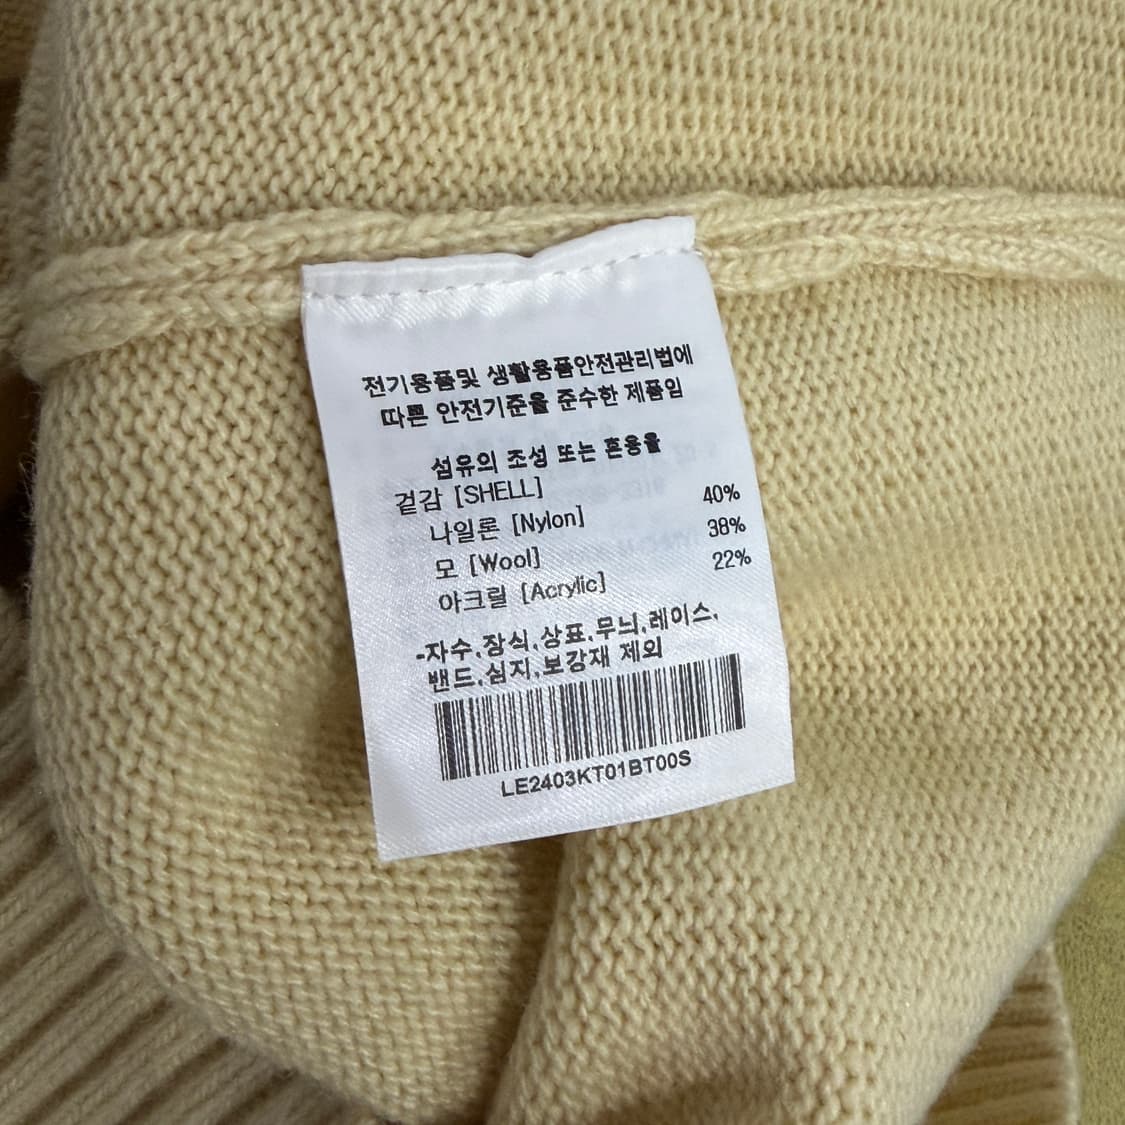 전기용품및 생활용품안전관리법에
따른 안전기준을 준수한 제품임
섬유의 조성 또는 혼용율
겉감 [SHELL]
나일론 [Nylon] 40%
모 [Wool] 38%
아크릴 [Acrylic] 22%
-자수,장식,상표,무늬,레이스,
밴드,심지,보강재 제외
LE2403KT01BT00S